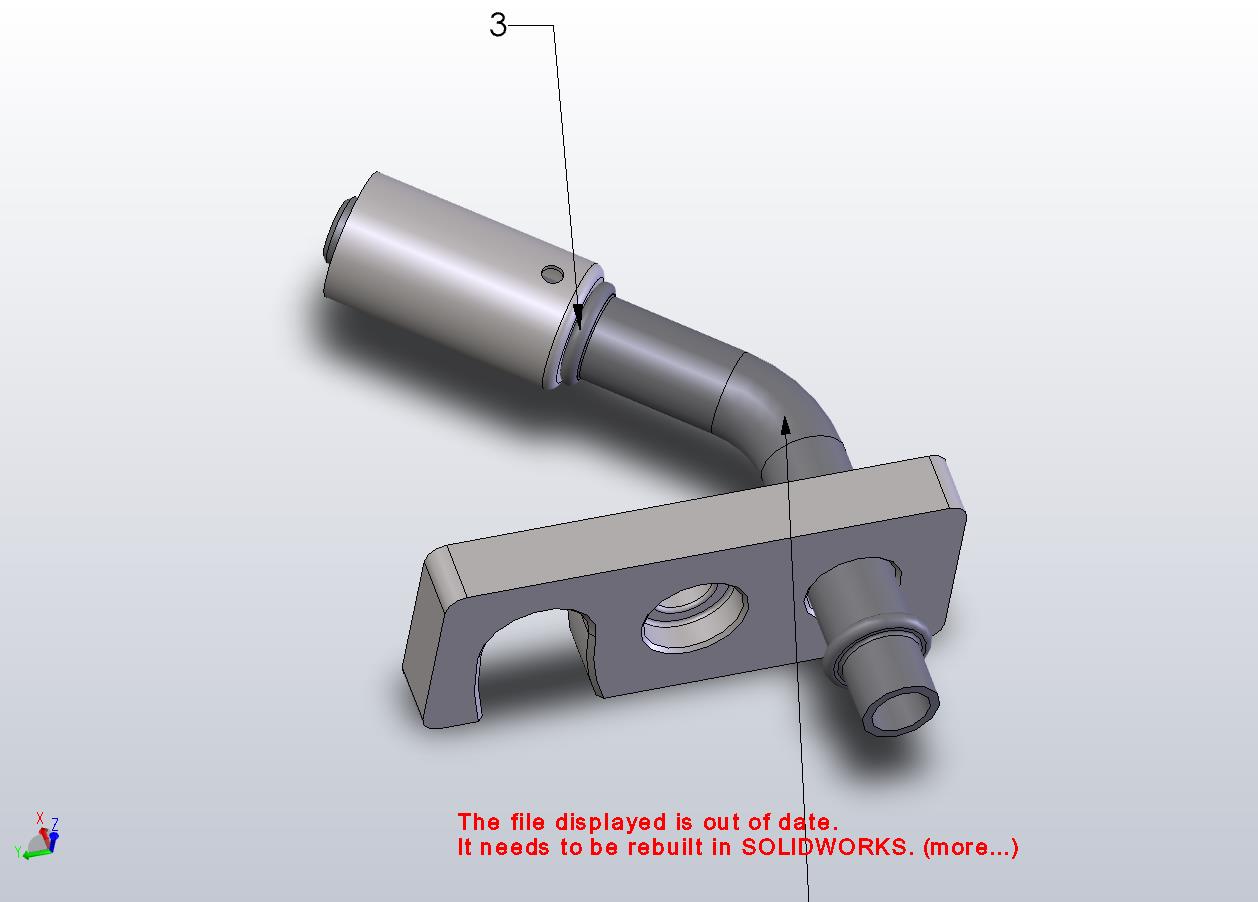 3
The file displayed is out of date.
It needs to be rebuilt in SOLIDWORKS. (more...)
X
Z
Y